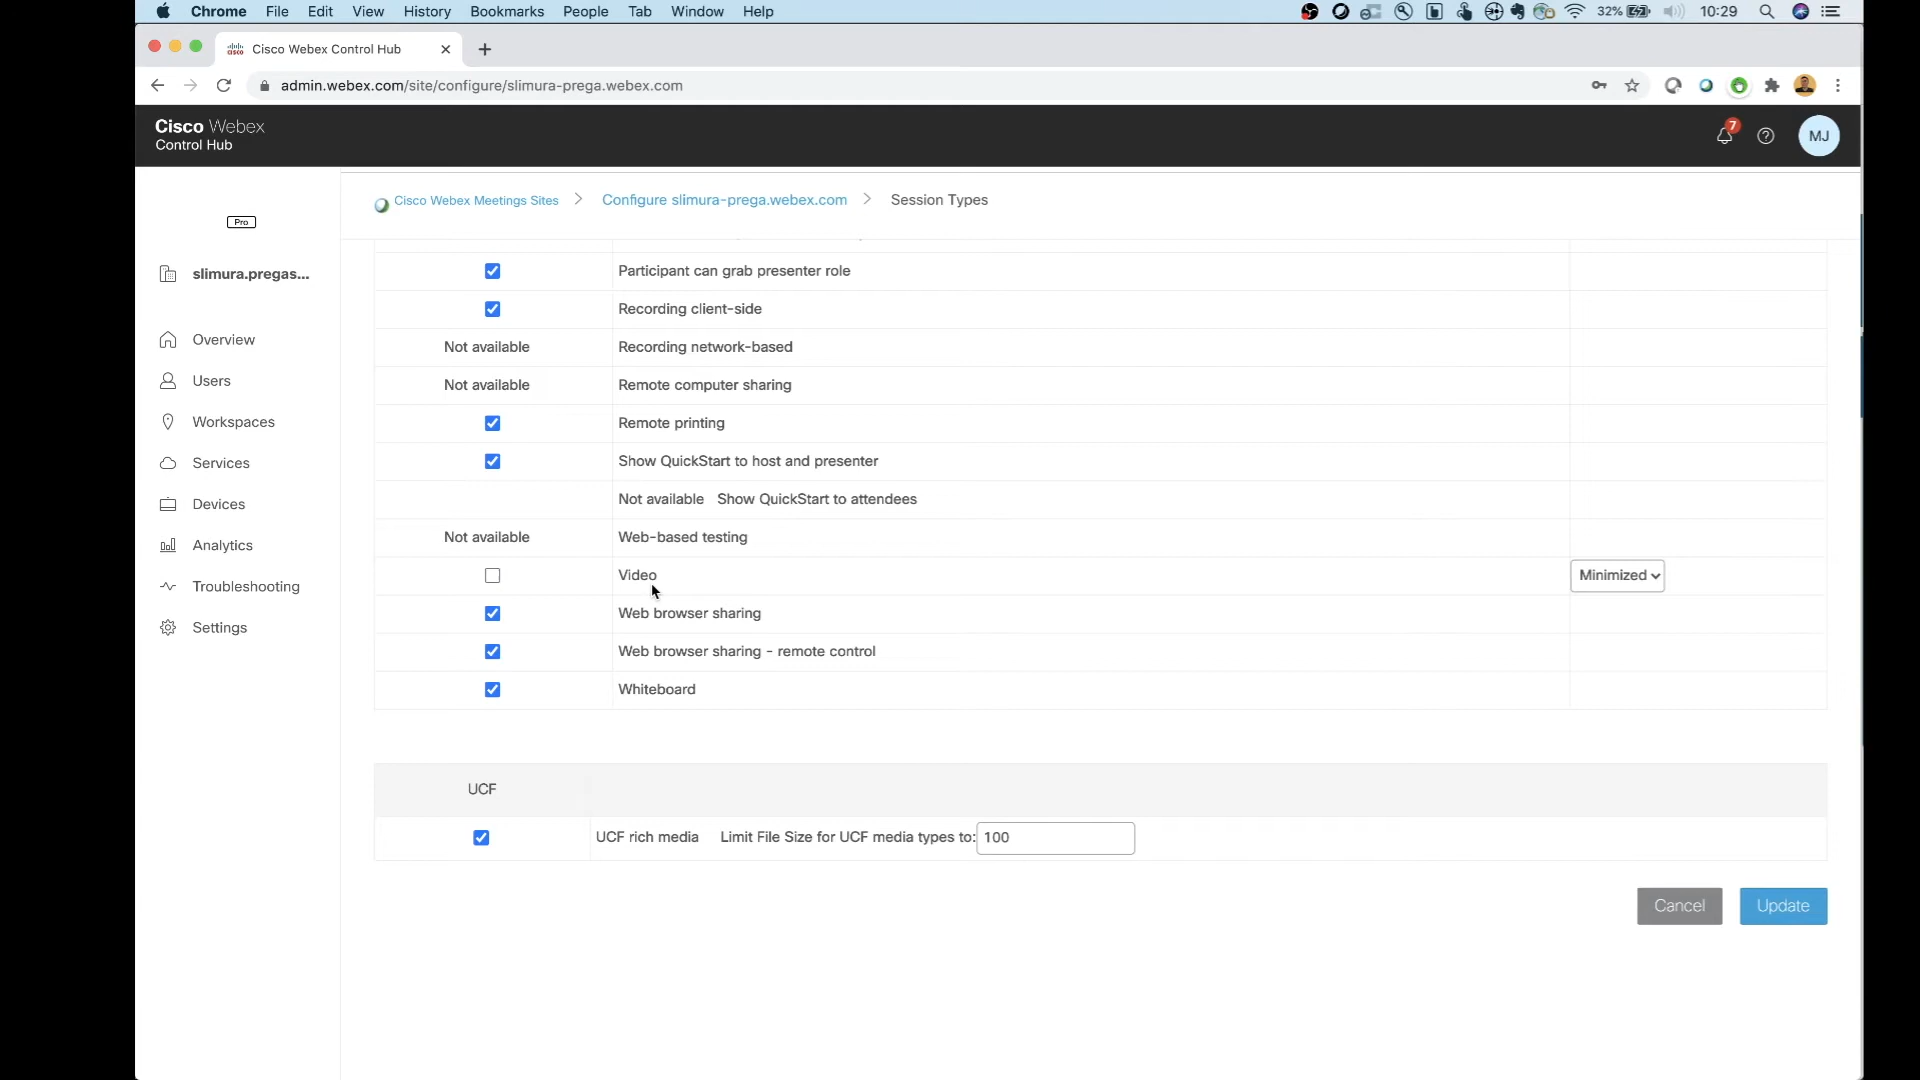 Chrome File Edit View History Bookmarks People Tab Window Help 32% 10:29
Cisco Webex Control Hub
admin.webex.com/site/configure/slimura-prega.webex.com
Cisco Webex
Control Hub
7
MJ
Pro
slimura.pregas...
Overview
Users
Workspaces
Services
Devices
Analytics
Troubleshooting
Settings
Cisco Webex Meetings Sites > Configure slimura-prega.webex.com > Session Types
Participant can grab presenter role
Recording client-side
Not available Recording network-based
Not available Remote computer sharing
Remote printing
Show QuickStart to host and presenter
Not available Show QuickStart to attendees
Not available Web-based testing
Video Minimized
Web browser sharing
Web browser sharing - remote control
Whiteboard
UCF
UCF rich media Limit File Size for UCF media types to: 100
Cancel Update